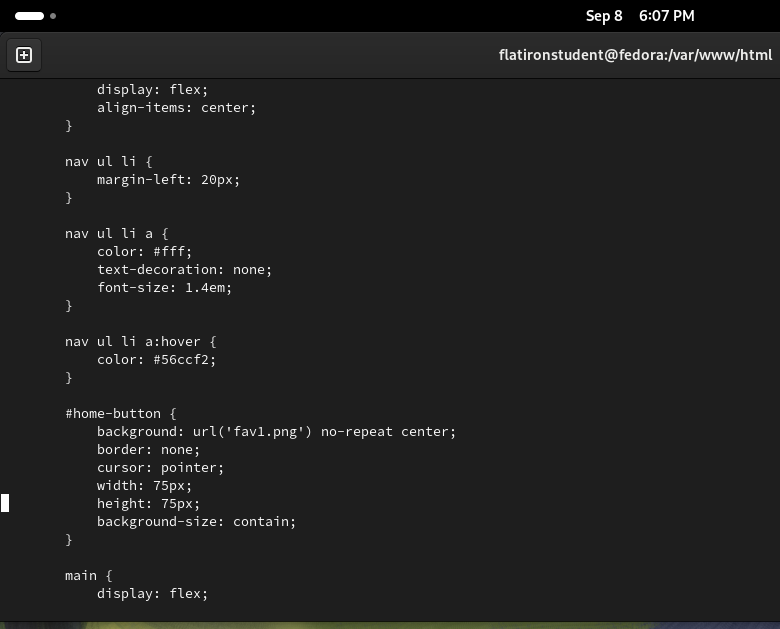 Sep 8 6:07 PM
flatironstudent@fedora:/var/www/html
display: flex;
align-items: center;
}
nav ul li {
margin-left: 20px;
}
nav ul li a {
color: #fff;
text-decoration: none;
font-size: 1.4em;
}
nav ul li a:hover {
color: #56ccf2;
}
#home-button {
background: url('fav1.png') no-repeat center;
border: none;
cursor: pointer;
width: 75px;
height: 75px;
background-size: contain;
}
main {
display: flex;